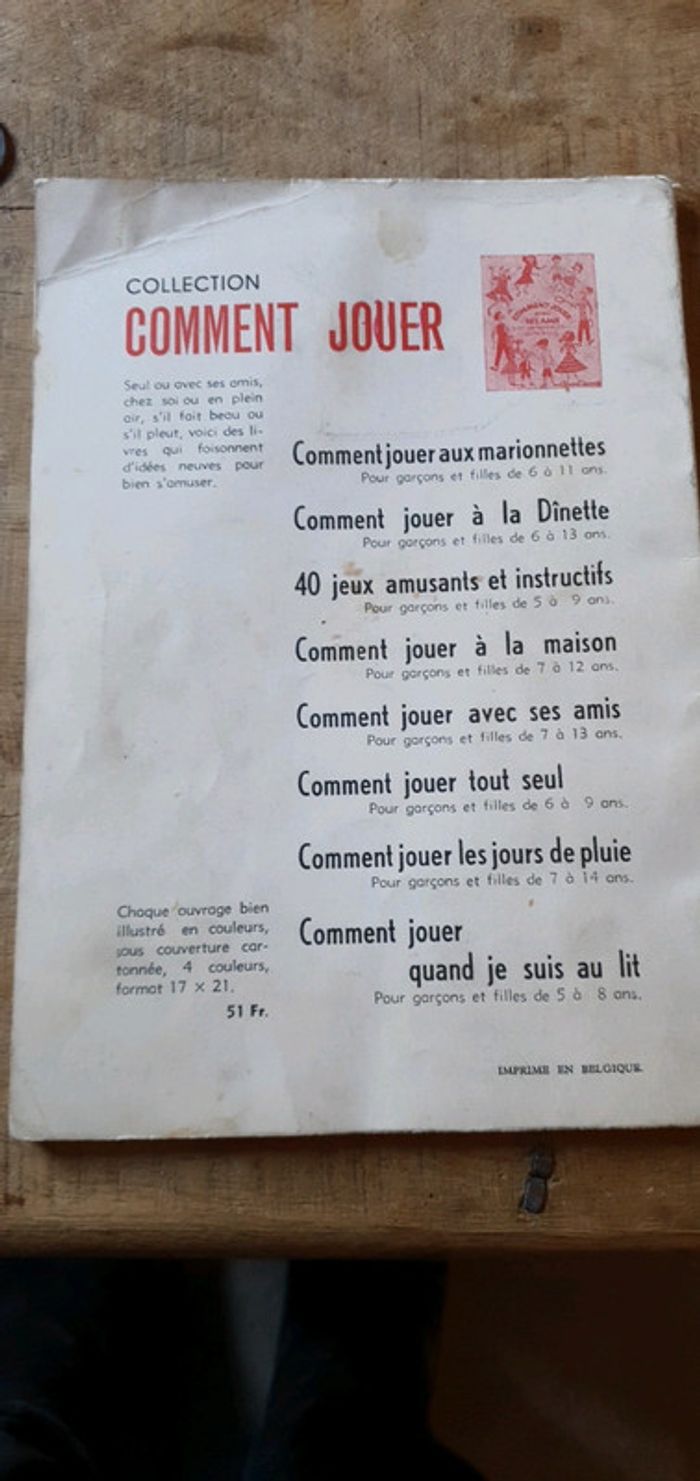 COLLECTION
COMMENT JOUER
COMMENT JOUER
Seul ou avec ses amis,
chez soi ou en plein
air, s'il fait beau ou
s'il pleut, voici des li-
vres qui foisonnent
d'idées neuves pour
bien s'amuser.
Comment jouer aux marionnettes
Pour garçons et filles de 6 à 11 ans.
Comment jouer à la Dînette
Pour garçons et filles de 6 à 13 ans.
40 jeux amusants et instructifs
Pour garçons et filles de 5 à 9 ans.
Comment jouer à la maison
Pour garçons et filles de 7 à 12 ans.
Comment jouer avec ses amis
Pour garçons et filles de 7 à 13 ans.
Comment jouer tout seul
Pour garçons et filles de 6 à 9 ans.
Comment jouer les jours de pluie
Pour garçons et filles de 7 à 14 ans.
Comment jouer
quand je suis au lit
Pour garçons et filles de 5 à 8 ans.
Chaque ouvrage bien
illustré en couleurs,
sous couverture car-
tonnée, 4 couleurs,
format 17 × 21.
51 Fr.
IMPRIME EN BELGIQUE